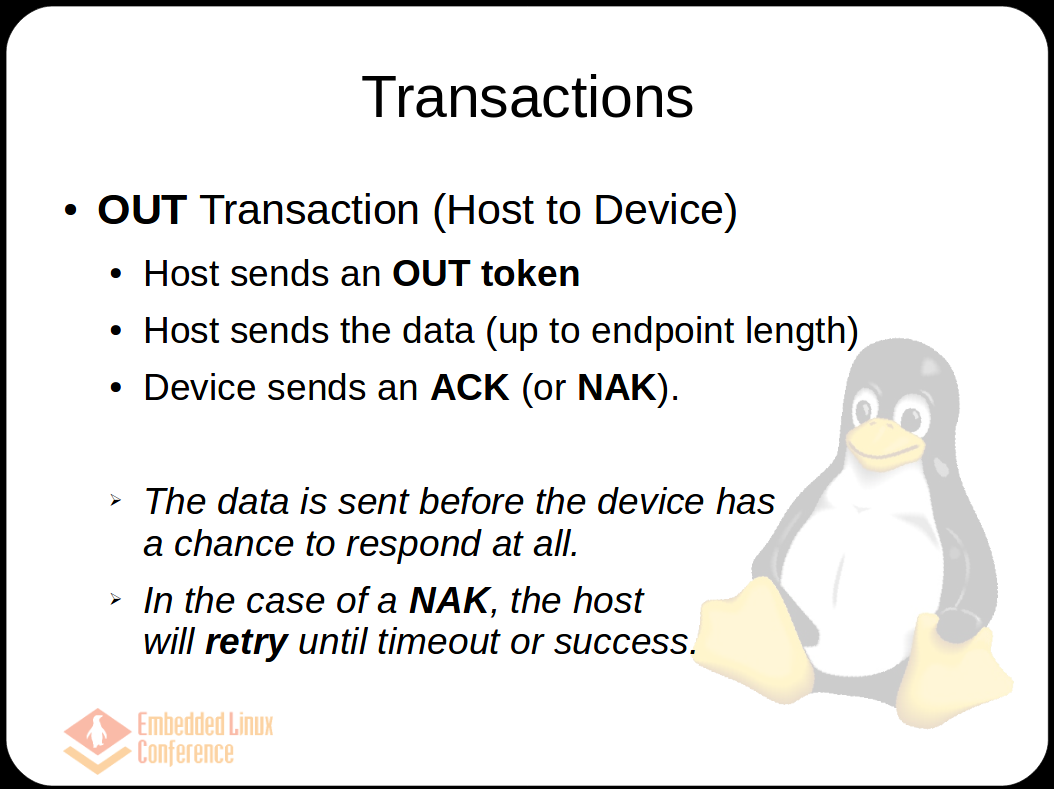 Transactions
• OUT Transaction (Host to Device)
• Host sends an OUT token
• Host sends the data (up to endpoint length)
• Device sends an ACK (or NAK).
➢ The data is sent before the device has
a chance to respond at all.
➢ In the case of a NAK, the host
will retry until timeout or success.
Embedded Linux
Conference